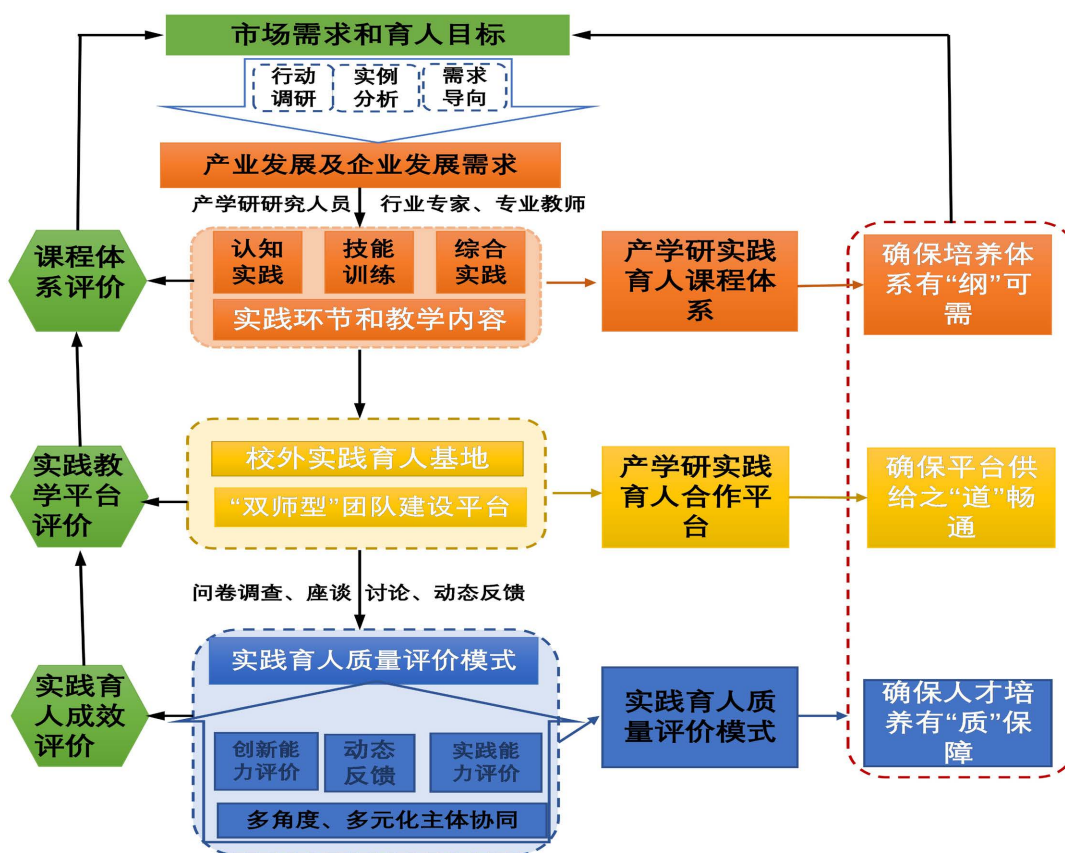 市场需求和育人目标
行动
调研
实例
分析
需求
导向
产业发展及企业发展需求
产学研研究人员
行业专家、专业教师
课程体
系评价
认知
实践
技能
训练
综合
实践
实践环节和教学内容
产学研实践
育人课程体
系
确保培养体
系有“纲”可
需
实践教
学平台
评价
校外实践育人基地
“双师型”团队建设平台
产学研实践
育人合作平
台
确保平台供
给之“道”畅
通
问卷调查、座谈讨论、动态反馈
实践育
人成效
评价
实践育人质量评价模式
创新能
力评价
动态
反馈
实践能
力评价
多角度、多元化主体协同
实践育人质
量评价模式
确保人才培
养有“质”保
障